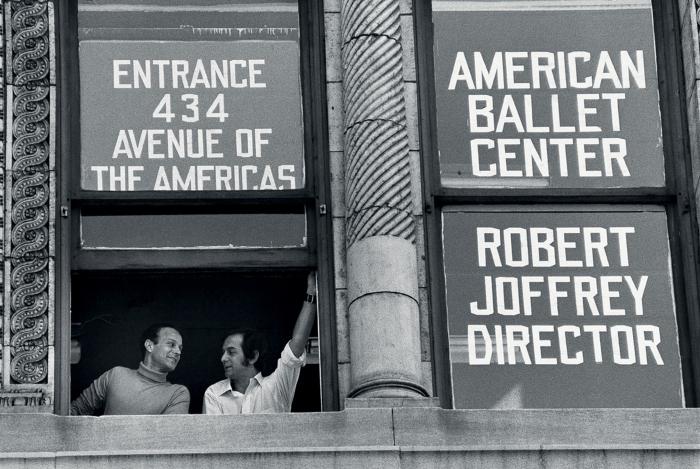 ENTRANCE
434
AVENUE OF
THE AMERICAS
AMERICAN
BALLET
CENTER
ROBERT
JOFFREY
DIRECTOR